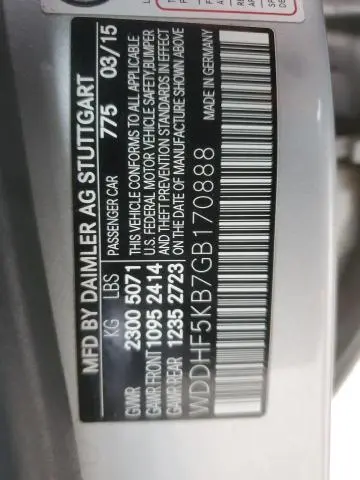 MFD BY DAIMLER AG STUTTGART
KG LBS PASSENGER CAR 775 03/15
GVWR 2300 5071 THIS VEHICLE CONFORMS TO ALL APPLICABLE
GAWR FRONT 1095 2414 U.S. FEDERAL MOTOR VEHICLE SAFETY, BUMPER
GAWR REAR 1235 2723 AND THEFT PREVENTION STANDARDS IN EFFECT
ON THE DATE OF MANUFACTURE SHOWN ABOVE
WDDHF5KB7GB170888 MADE IN GERMANY